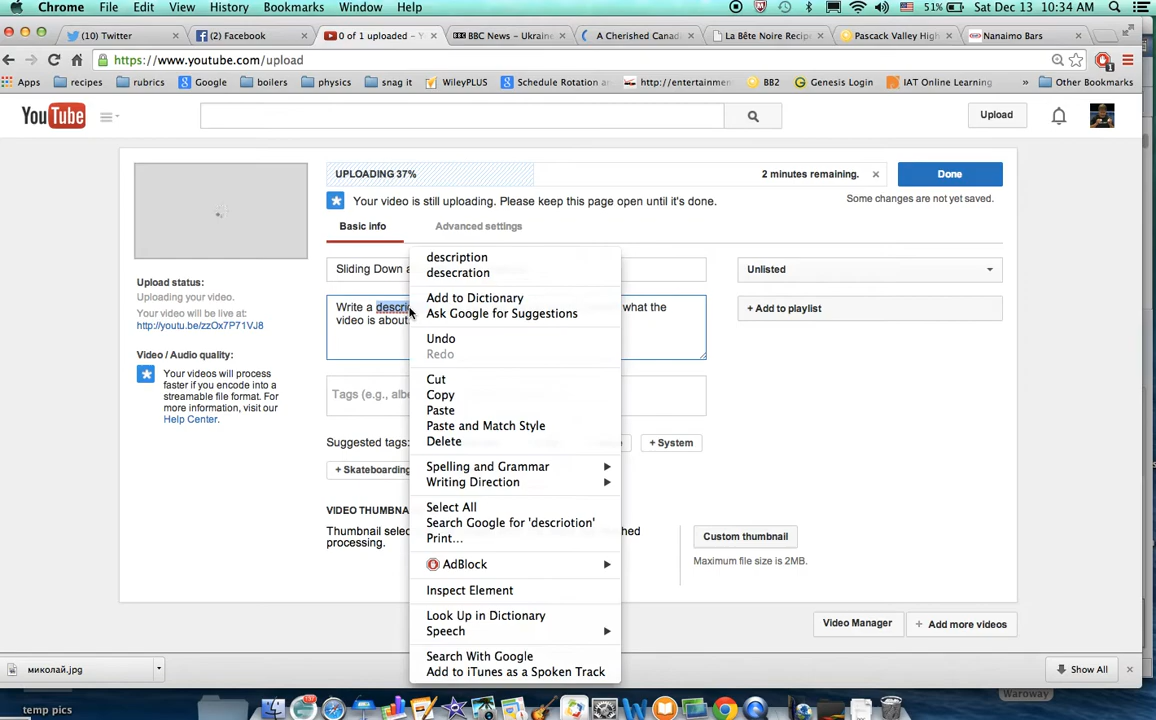 Chrome File Edit View History Bookmarks Window Help 51% Sat Dec 13 10:34 AM
(10) Twitter (2) Facebook 0 of 1 uploaded – Y BBC News – Ukraine A Cherished Canadi La Bête Noire Recip Pascack Valley High Nanaimo Bars
https://www.youtube.com/upload
Apps recipes rubrics Google boilers physics snag it WileyPLUS Schedule Rotation an http://entertainmen BB2 Genesis Login IAT Online Learning » Other Bookmarks
YouTube Upload
UPLOADING 37% 2 minutes remaining. Done
Your video is still uploading. Please keep this page open until it's done. Some changes are not yet saved.
Basic info Advanced settings
Sliding Down a Unlisted
Write a descri what the
video is about + Add to playlist
Upload status:
Uploading your video.
Your video will be live at:
http://youtu.be/zzOx7P71VJ8
Video / Audio quality:
Your videos will process
faster if you encode into a
streamable file format. For
more information, visit our
Help Center.
Tags (e.g., albe
Suggested tags: + System
+ Skateboarding
VIDEO THUMBNA
Thumbnail selec hed
processing.
Custom thumbnail
Maximum file size is 2MB.
Video Manager + Add more videos
description
desecration
Add to Dictionary
Ask Google for Suggestions
Undo
Redo
Cut
Copy
Paste
Paste and Match Style
Delete
Spelling and Grammar
Writing Direction
Select All
Search Google for 'descriotion'
Print...
AdBlock
Inspect Element
Look Up in Dictionary
Speech
Search With Google
Add to iTunes as a Spoken Track
миколай.jpg Show All
temp pics Waroway